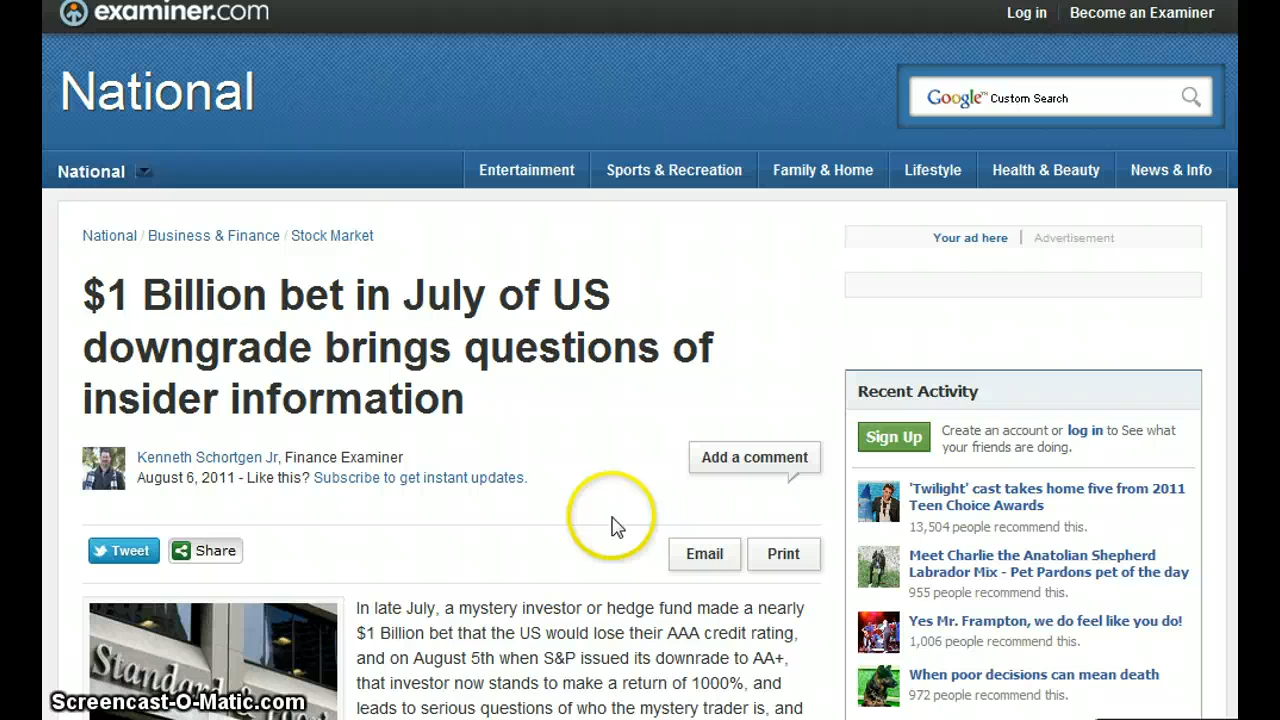 examiner.com
Log in
Become an Examiner
National
Google™ Custom Search
National
Entertainment
Sports & Recreation
Family & Home
Lifestyle
Health & Beauty
News & Info
National / Business & Finance / Stock Market
$1 Billion bet in July of US
downgrade brings questions of
insider information
Kenneth Schortgen Jr, Finance Examiner
August 6, 2011 - Like this? Subscribe to get instant updates.
Add a comment
Tweet
Share
Email
Print
In late July, a mystery investor or hedge fund made a nearly
$1 Billion bet that the US would lose their AAA credit rating,
and on August 5th when S&P issued its downrade to AA+,
that investor now stands to make a return of 1000%, and
leads to serious questions of who the mystery trader is, and
Standard
Your ad here
Advertisement
Recent Activity
Sign Up
Create an account or log in to See what
your friends are doing.
'Twilight' cast takes home five from 2011
Teen Choice Awards
13,504 people recommend this.
Meet Charlie the Anatolian Shepherd
Labrador Mix - Pet Pardons pet of the day
955 people recommend this.
Yes Mr. Frampton, we do feel like you do!
1,006 people recommend this.
When poor decisions can mean death
972 people recommend this.
Screencast-O-Matic.com